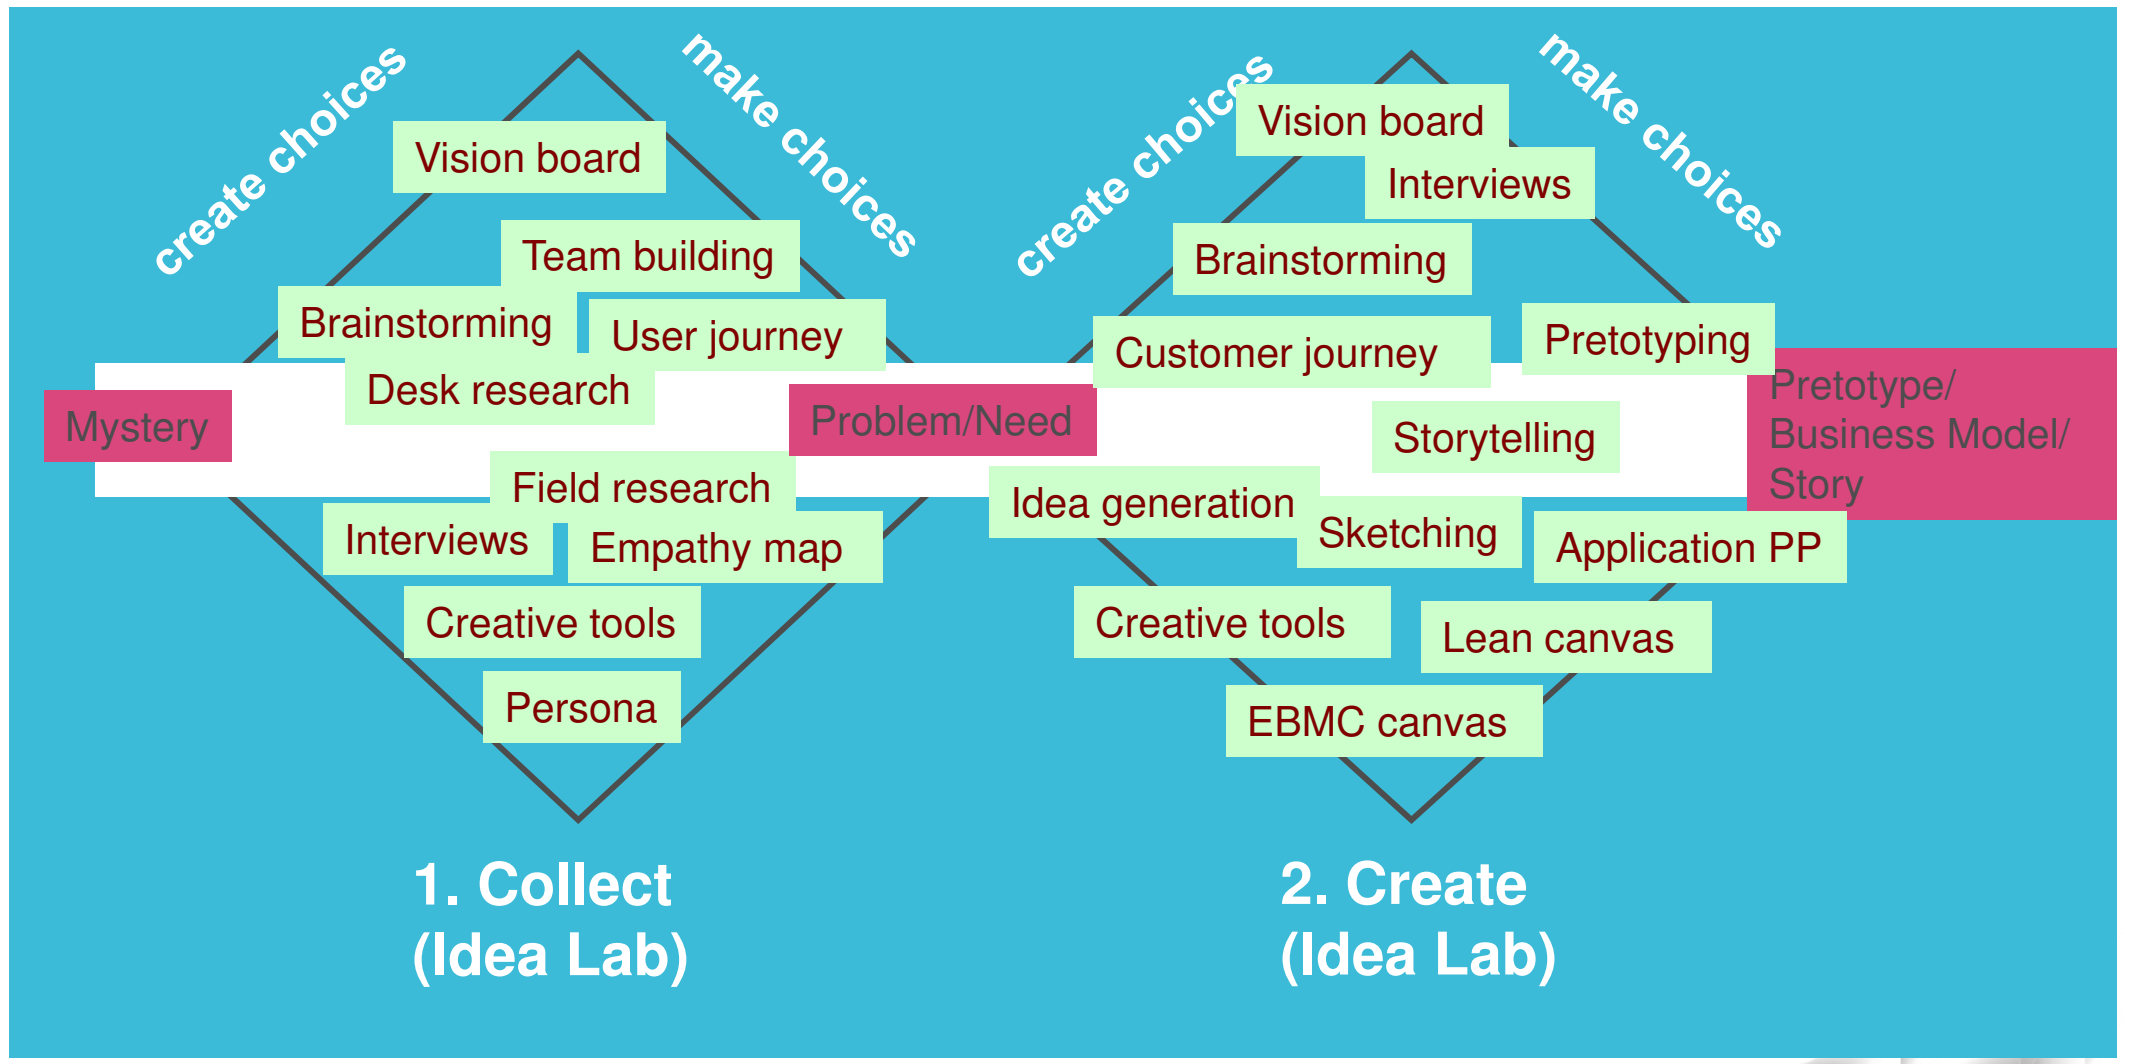 create choices
make choices
Vision board
Team building
Brainstorming
User journey
Desk research
Mystery
Problem/Need
Field research
Interviews
Empathy map
Creative tools
Persona
1. Collect
(Idea Lab)
create choices
make choices
Vision board
Interviews
Brainstorming
Customer journey
Pretotyping
Pretotype/
Business Model/
Story
Storytelling
Idea generation
Sketching
Application PP
Creative tools
Lean canvas
EBMC canvas
2. Create
(Idea Lab)